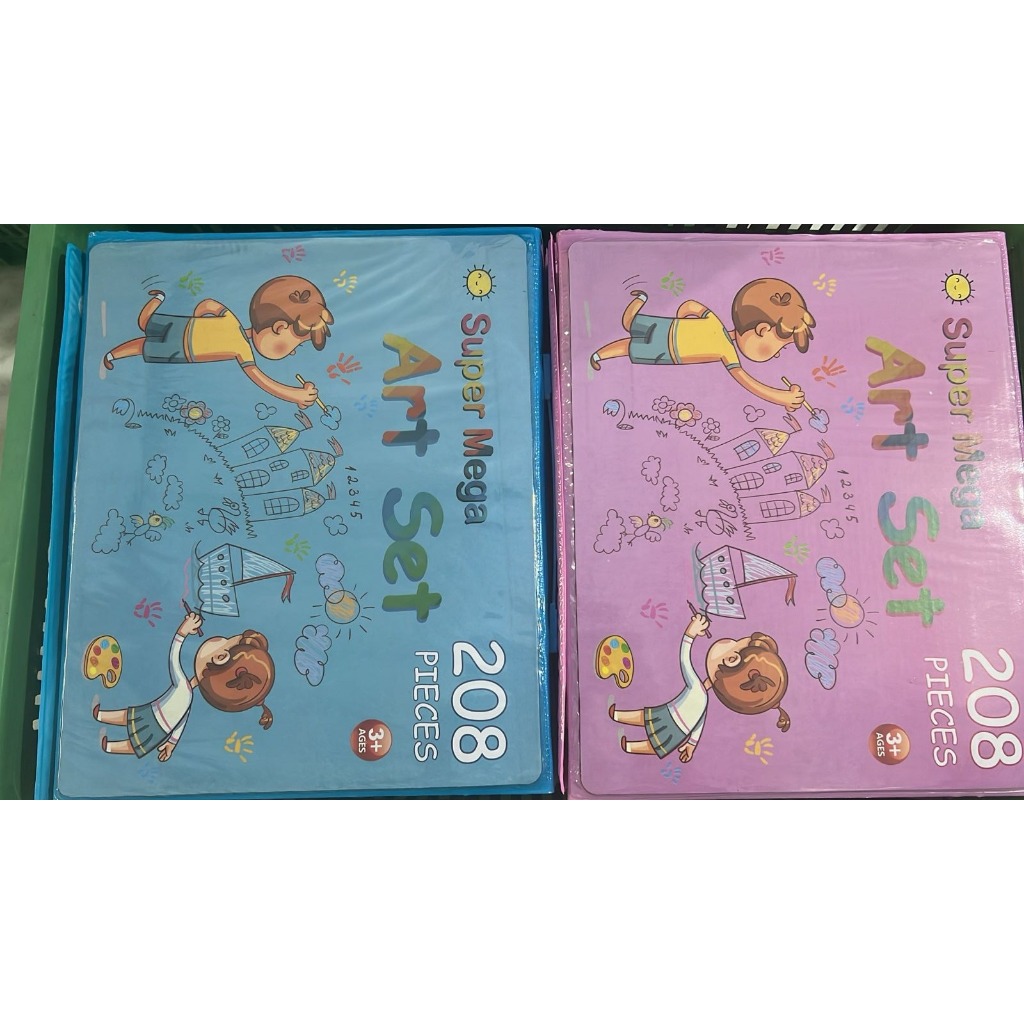 Super Mega
Art Set
208
PIECES
3+
AGES
12345
Super Mega
Art Set
208
PIECES
3+
AGES
12345